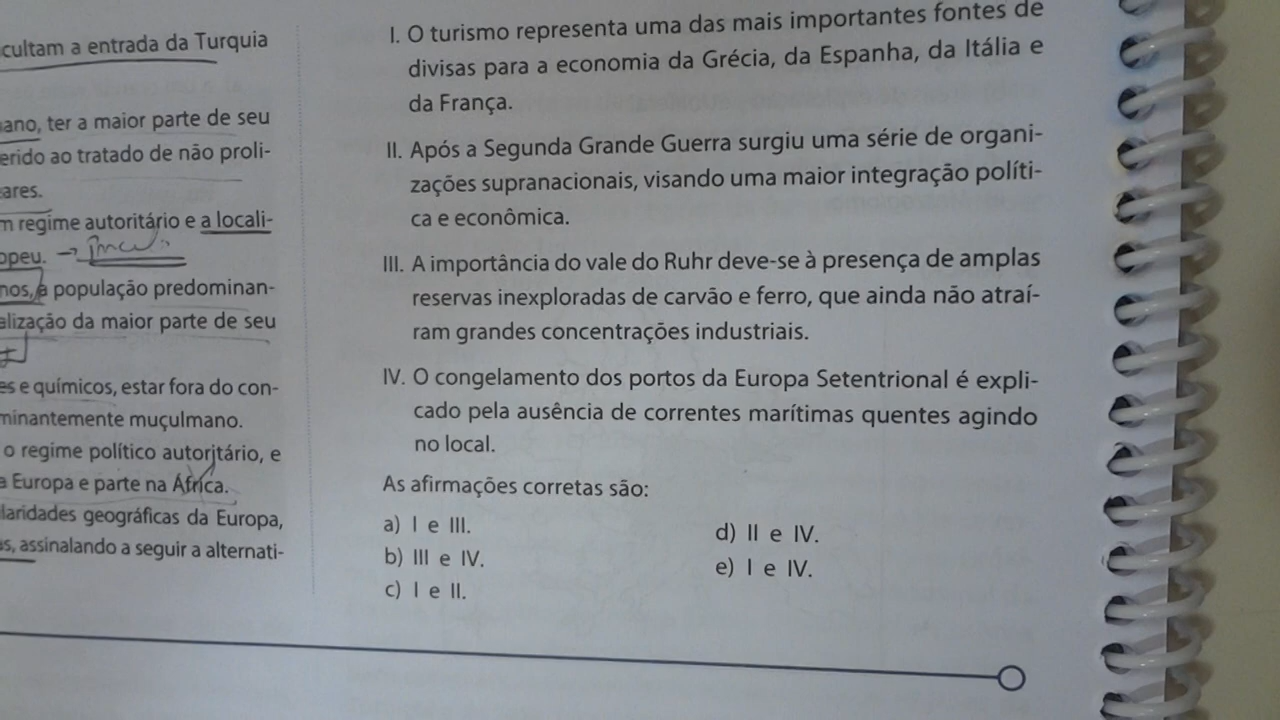 cultam a entrada da Turquia
ano, ter a maior parte de seu
erido ao tratado de não proli-
ares.
m regime autoritário e a locali-
opeu. →
nos, a população predominan-
alização da maior parte de seu
es e químicos, estar fora do con-
minantemente muçulmano.
o regime político autoritário, e
a Europa e parte na África.
laridades geográficas da Europa,
as, assinalando a seguir a alternati-
I. O turismo representa uma das mais importantes fontes de
divisas para a economia da Grécia, da Espanha, da Itália e
da França.
II. Após a Segunda Grande Guerra surgiu uma série de organi-
zações supranacionais, visando uma maior integração políti-
ca e econômica.
III. A importância do vale do Ruhr deve-se à presença de amplas
reservas inexploradas de carvão e ferro, que ainda não atraí-
ram grandes concentrações industriais.
IV. O congelamento dos portos da Europa Setentrional é expli-
cado pela ausência de correntes marítimas quentes agindo
no local.
As afirmações corretas são:
a) I e III.
b) III e IV.
c) I e II.
d) II e IV.
e) I e IV.